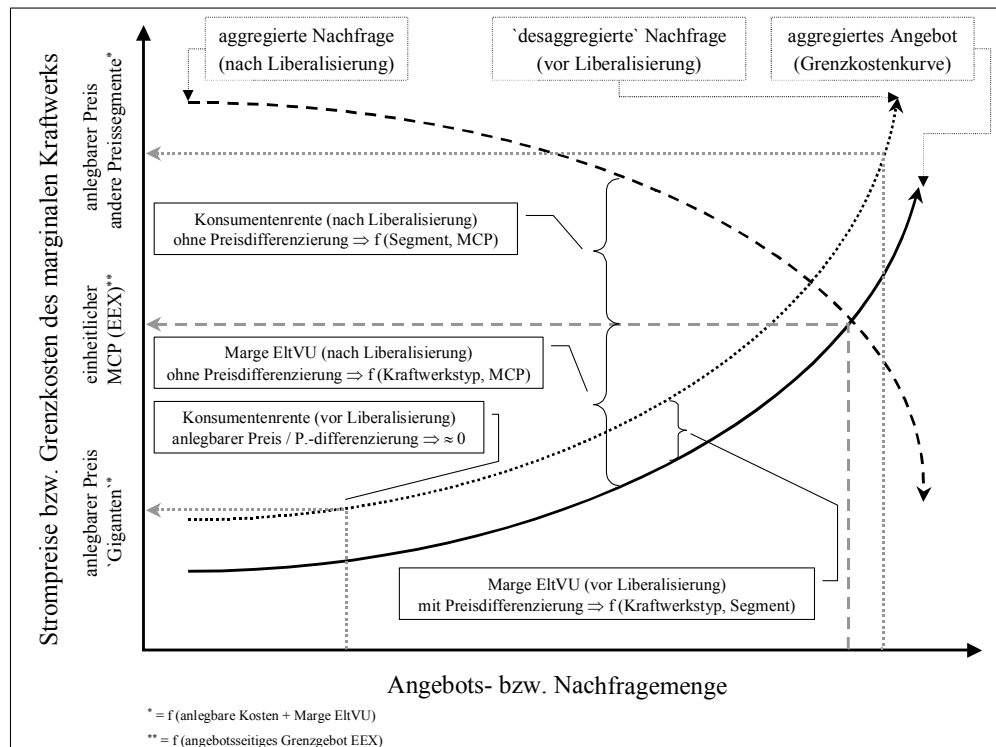 aggregierte Nachfrage
(nach Liberalisierung)
`desaggregierte` Nachfrage
(vor Liberalisierung)
aggregiertes Angebot
(Grenzkostenkurve)
Strompreise bzw. Grenzkosten des marginalen Kraftwerks
anlegbarer Preis
andere Preissegmente*
einheitlicher
MCP (EEX)**
anlegbarer Preis
`Giganten`*
Konsumentenrente (nach Liberalisierung)
ohne Preisdifferenzierung ⇒ f (Segment, MCP)
Marge EltVU (nach Liberalisierung)
ohne Preisdifferenzierung ⇒ f (Kraftwerkstyp, MCP)
Konsumentenrente (vor Liberalisierung)
anlegbarer Preis / P.-differenzierung ⇒ ≈ 0
Marge EltVU (vor Liberalisierung)
mit Preisdifferenzierung ⇒ f (Kraftwerkstyp, Segment)
Angebots- bzw. Nachfragemenge
* = f (anlegbare Kosten + Marge EltVU)
** = f (angebotsseitiges Grenzgebot EEX)